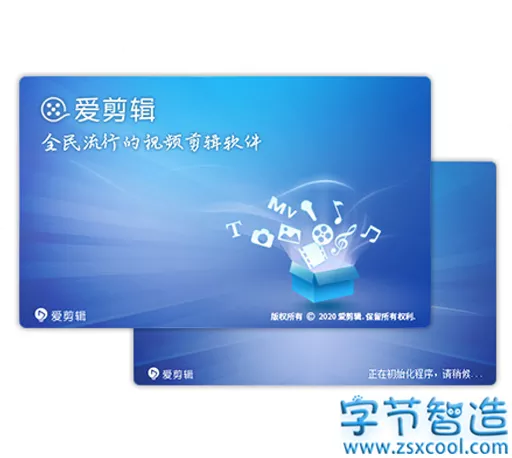 爱剪辑
全民流行的视频剪辑软件
MV
T
爱剪辑
版权所有 © 2020 爱剪辑. 保留所有权利.
爱剪辑
正在初始化程序，请稍候...
字节智造
www.zsxcool.com